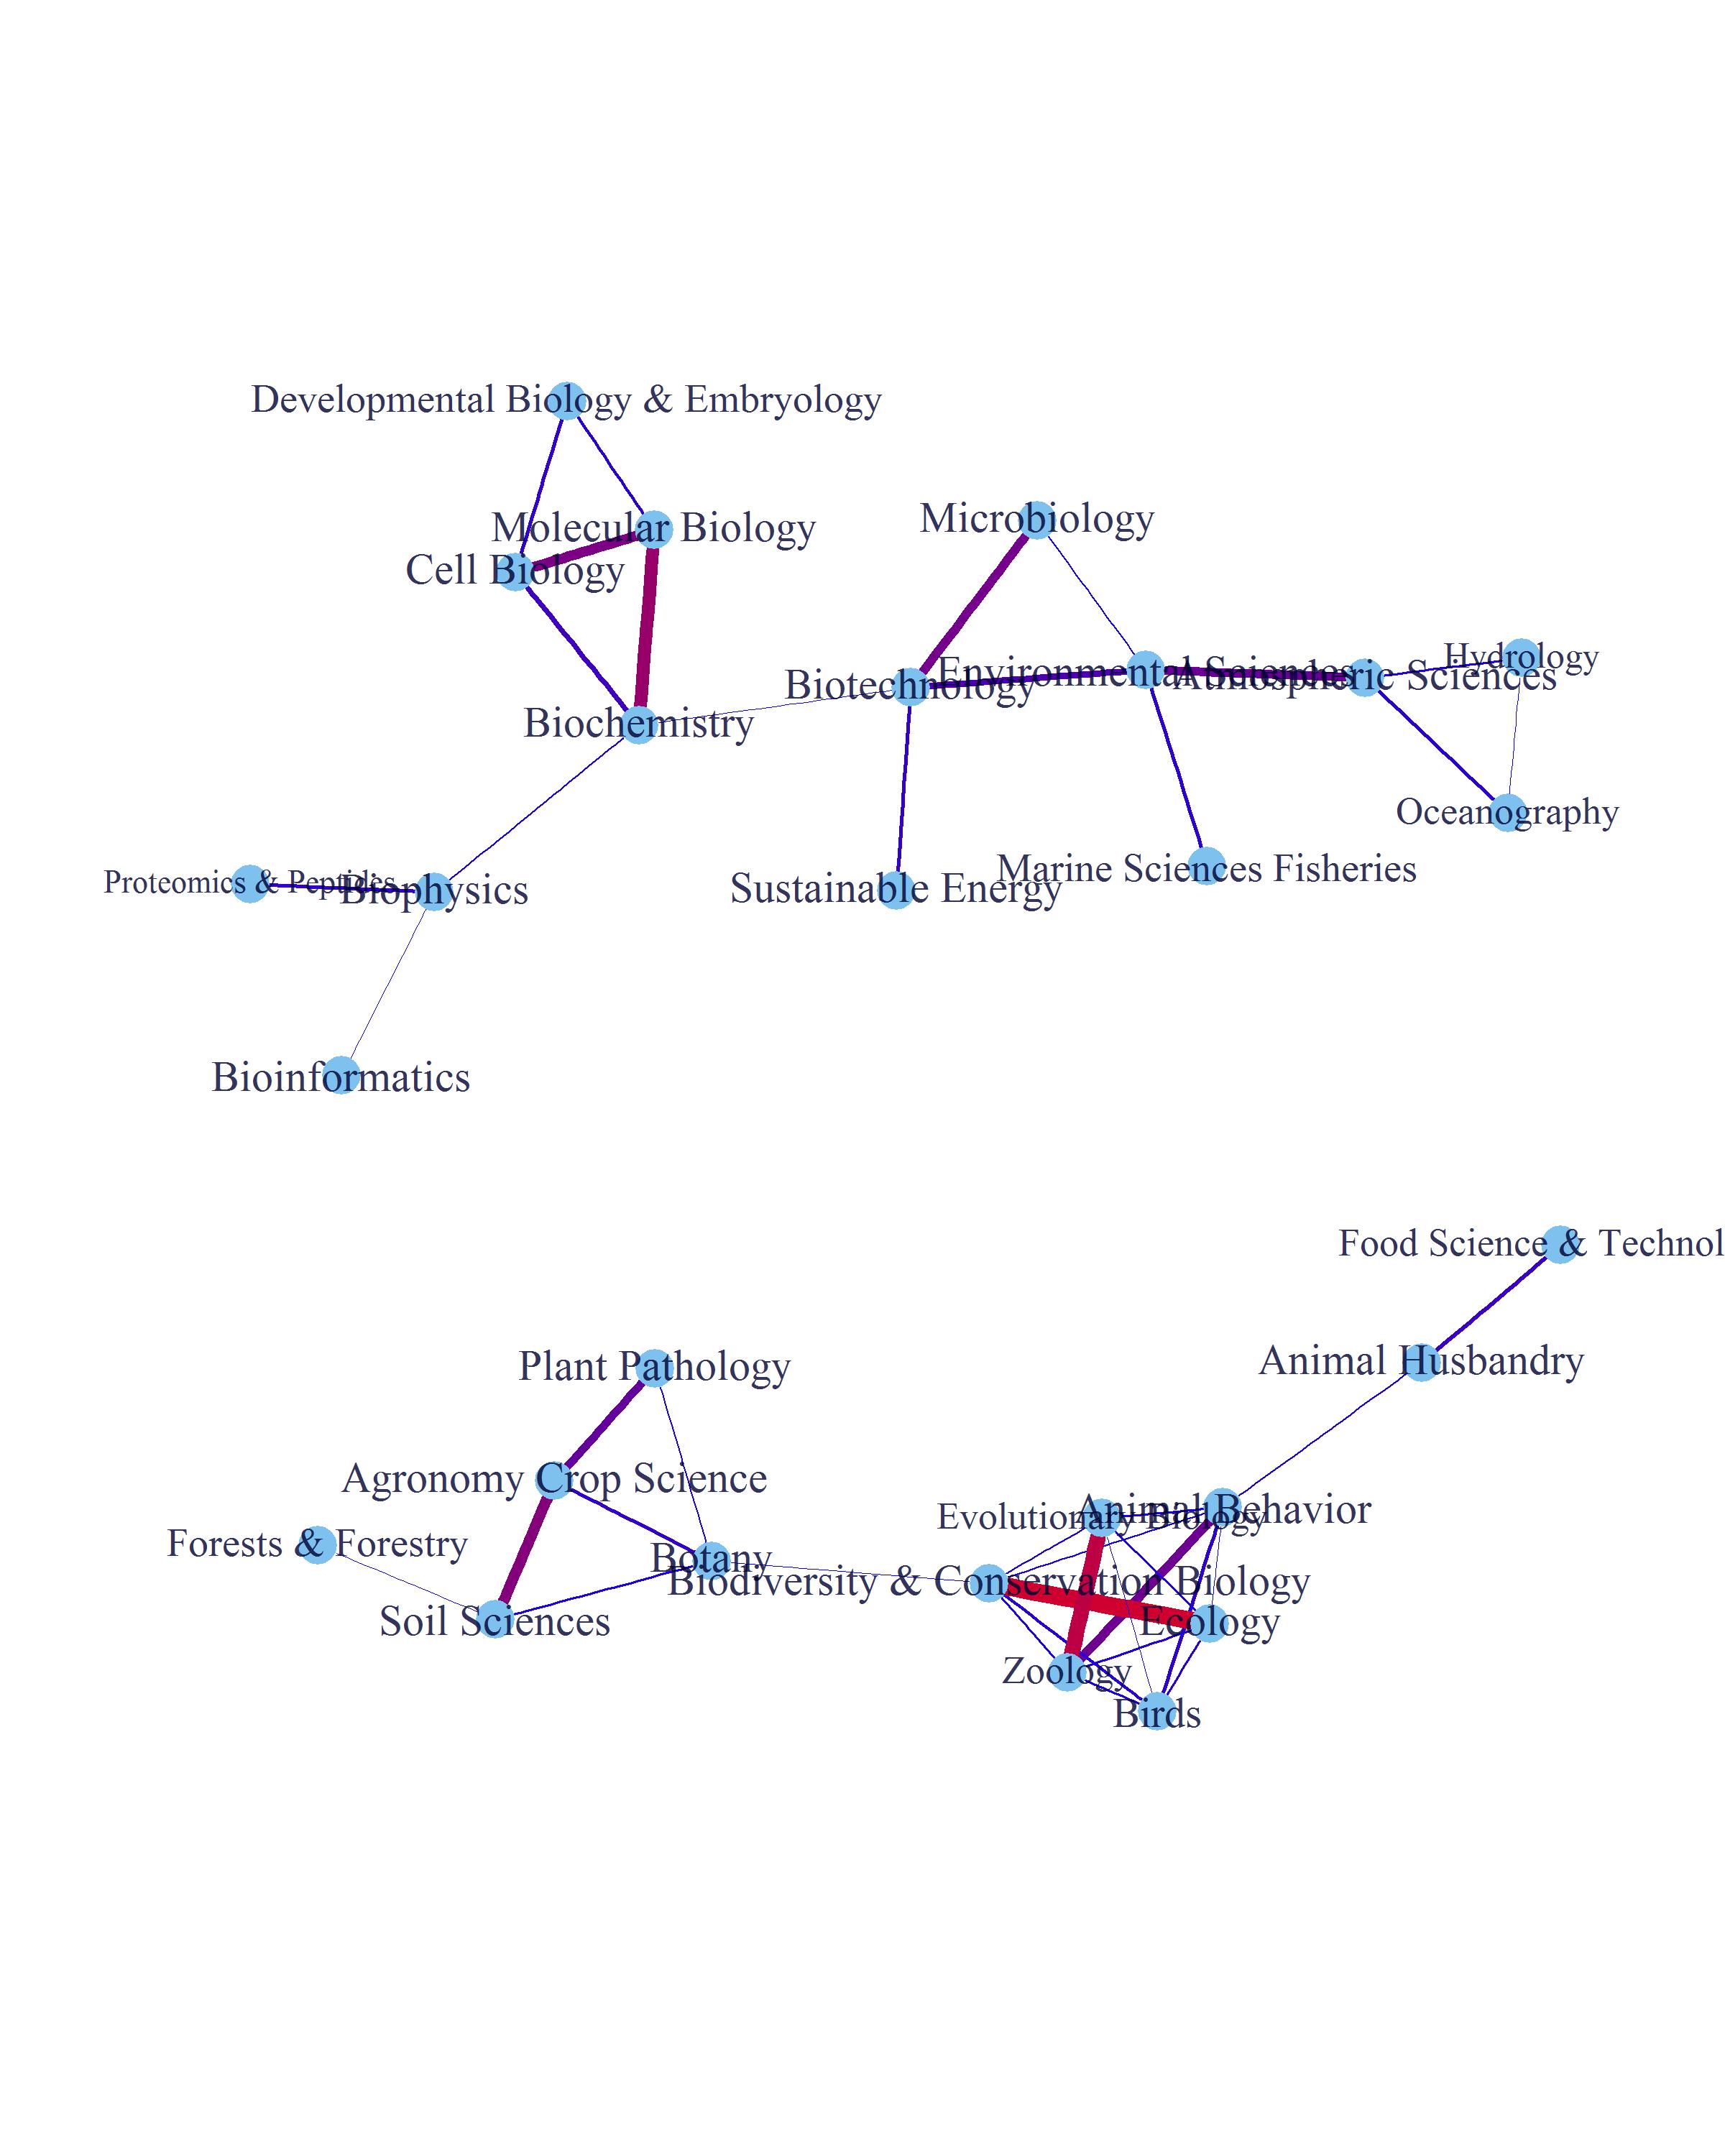 Developmental Biology & Embryology
Molecular Biology
Microbiology
Cell Biology
Hydrology
Environmental Sciences
Atmospheric Sciences
Biotechnology
Biochemistry
Oceanography
Marine Sciences Fisheries
Proteomics & Peptides
Biophysics
Sustainable Energy
Bioinformatics
Food Science & Technol
Animal Husbandry
Plant Pathology
Agronomy Crop Science
Animal Behavior
Evolutionary Biology
Forests & Forestry
Botany
Biodiversity & Conservation Biology
Soil Sciences
Ecology
Zoology
Birds